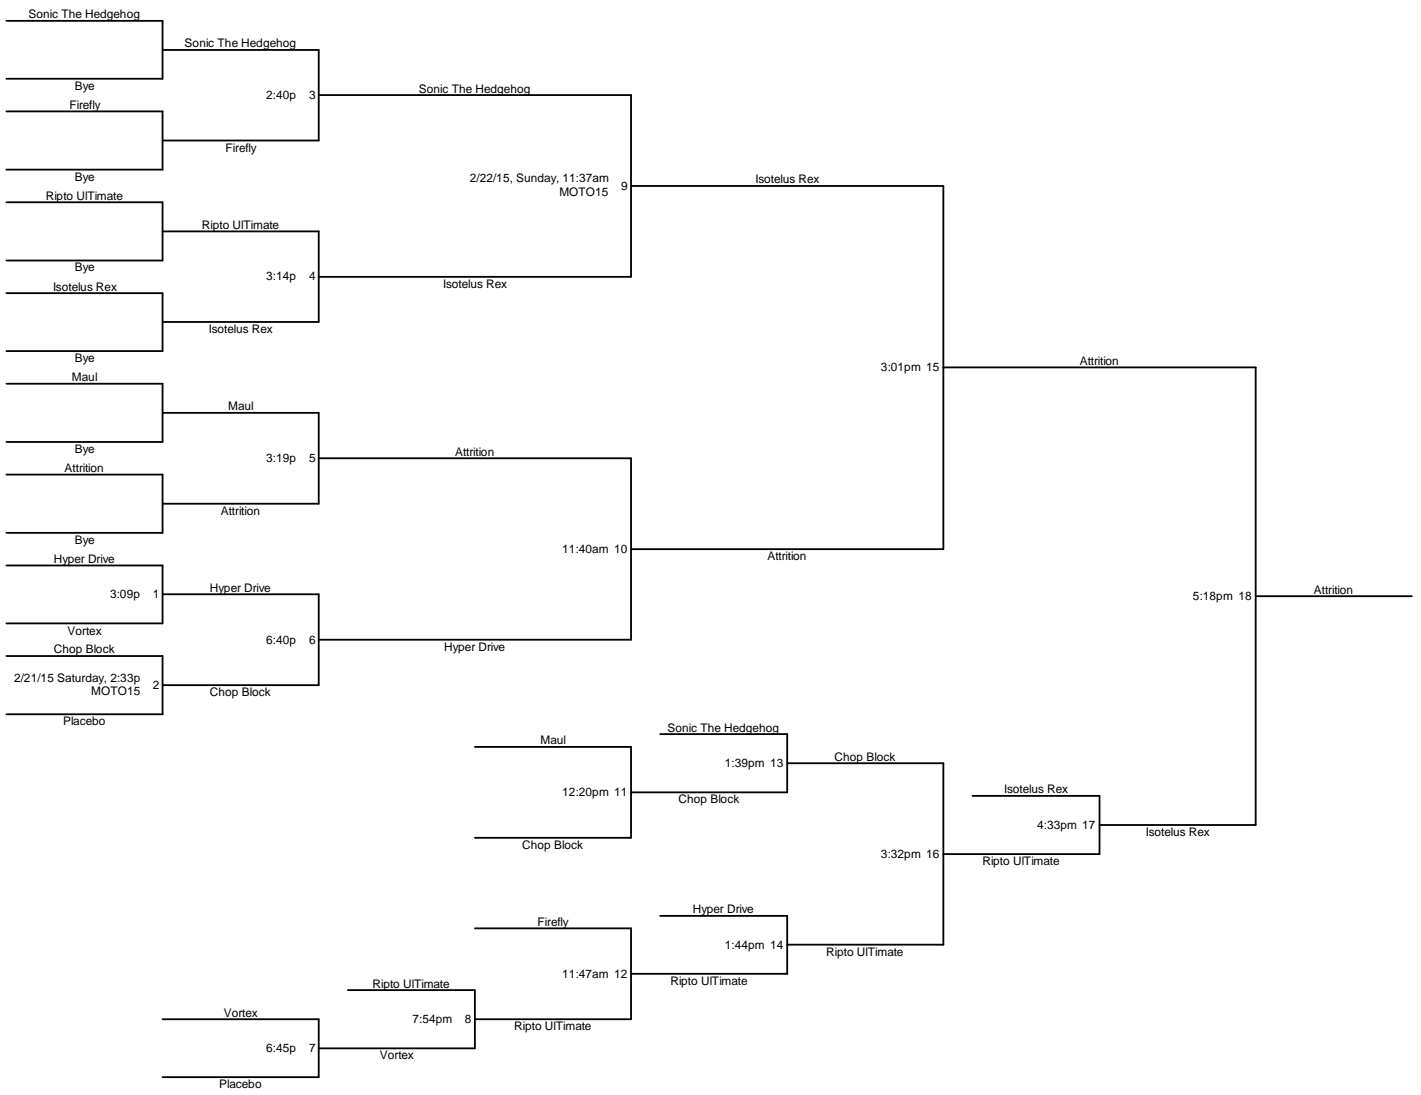 Sonic The Hedgehog
Sonic The Hedgehog
Bye
2:40p 3
Sonic The Hedgehog
Firefly
Firefly
Bye
2/22/15, Sunday, 11:37am 9
MOTO15
Isotelus Rex
Ripto UlTimate
Ripto UlTimate
Bye
3:14p 4
Isotelus Rex
Isotelus Rex
Isotelus Rex
Bye
3:01pm 15
Attrition
Maul
Maul
Bye
3:19p 5
Attrition
Attrition
Attrition
Bye
11:40am 10
Attrition
Hyper Drive
3:09p 1
Hyper Drive
5:18pm 18
Attrition
Vortex
6:40p 6
Hyper Drive
Chop Block
2/21/15 Saturday, 2:33p 2
MOTO15
Chop Block
Placebo
Sonic The Hedgehog
Maul
1:39pm 13
Chop Block
12:20pm 11
Chop Block
Isotelus Rex
4:33pm 17
Isotelus Rex
Chop Block
3:32pm 16
Ripto UlTimate
Hyper Drive
Firefly
1:44pm 14
Ripto UlTimate
11:47am 12
Ripto UlTimate
Ripto UlTimate
Vortex
7:54pm 8
Ripto UlTimate
6:45p 7
Vortex
Placebo